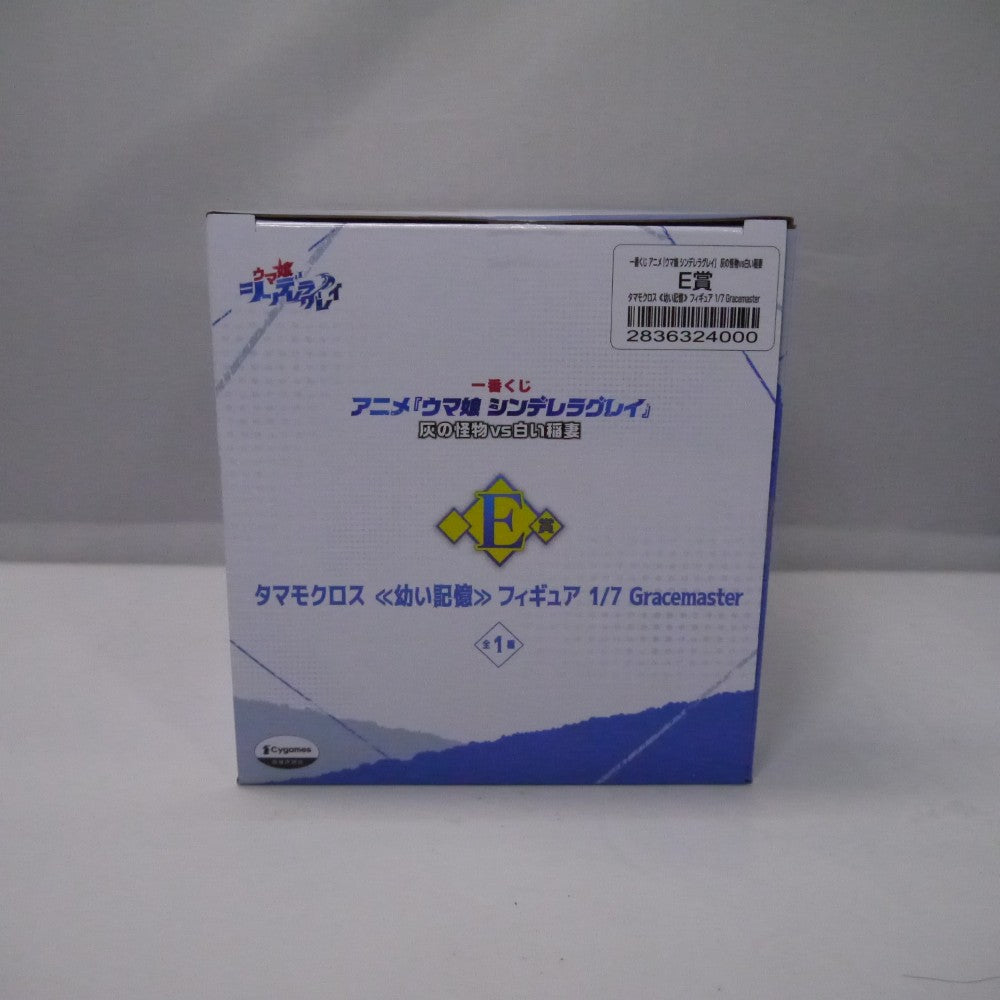 ウマ娘
シンデレラグレイ
一番くじ アニメ『ウマ娘 シンデレラグレイ』 灰の怪物vs白い稲妻
E賞
タマモクロス ≪幼い記憶≫ フィギュア 1/7 Gracemaster
2836324000
一番くじ
アニメ『ウマ娘 シンデレラグレイ』
灰の怪物vs白い稲妻
E賞
タマモクロス ≪幼い記憶≫ フィギュア 1/7 Gracemaster
全1種
Cygames